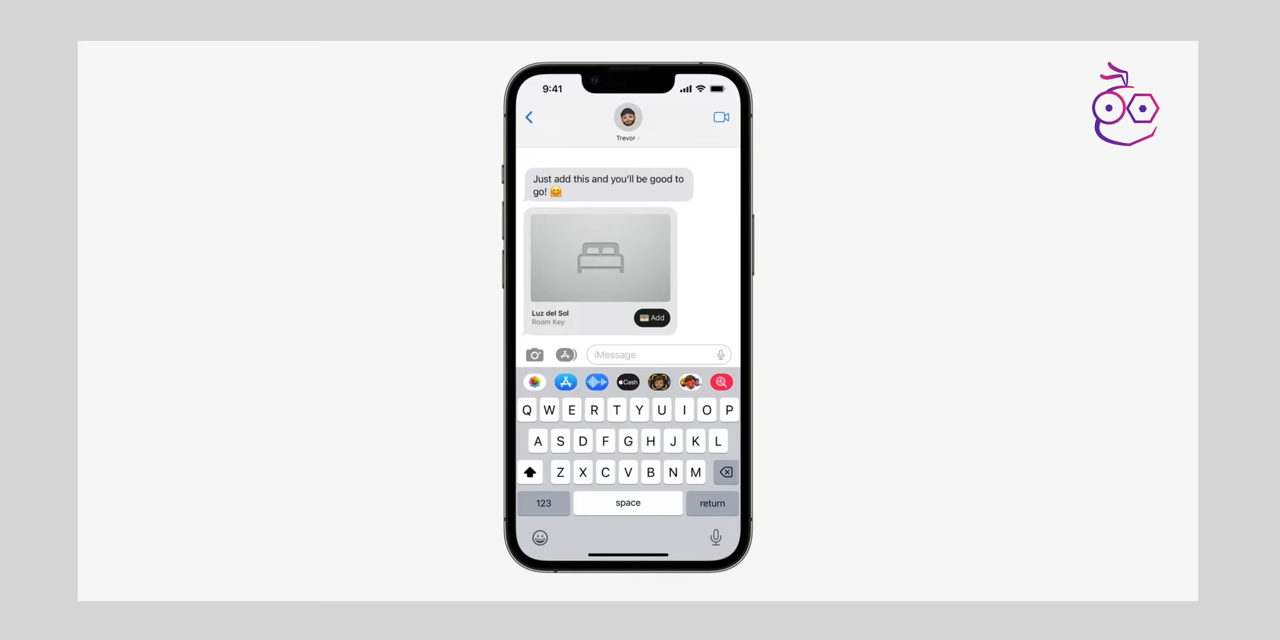 9:41
Trevor
Just add this and you'll be good to
go! 🤗
Luz del Sol
Room Key
Add
iMessage
Cash
Q W E R T Y U I O P
A S D F G H J K L
Z X C V B N M
123 space return